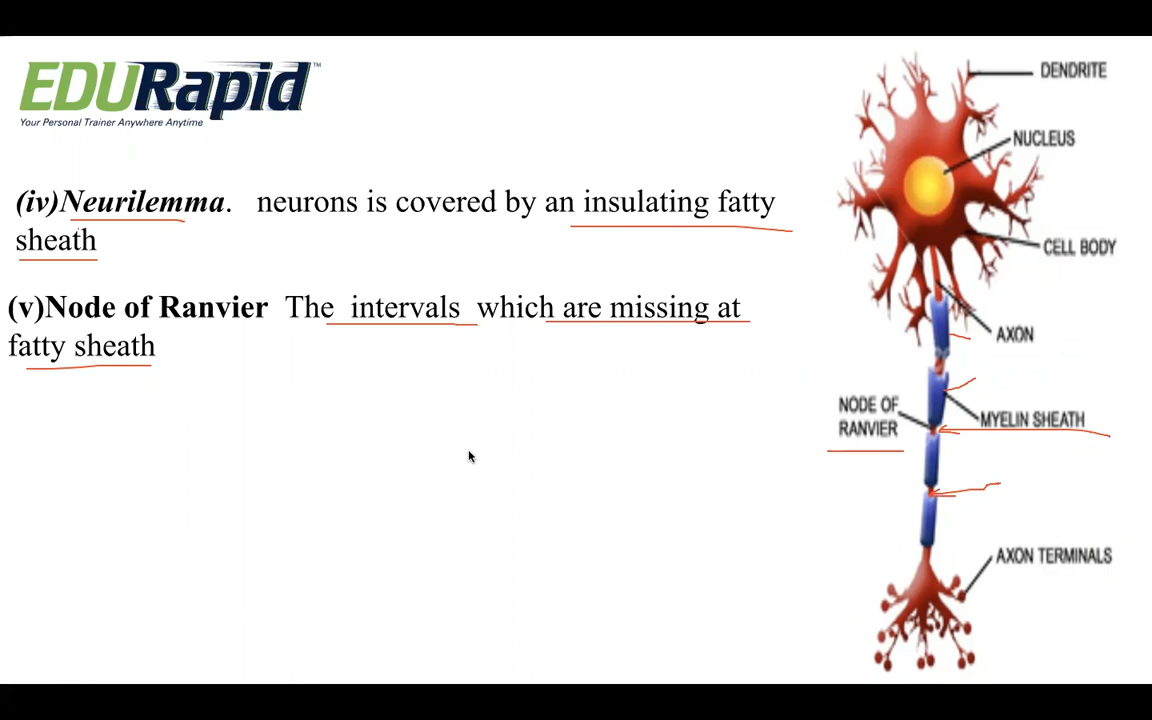 EDURapid™
Your Personal Trainer Anywhere Anytime
(iv)Neurilemma. neurons is covered by an insulating fatty
sheath
(v)Node of Ranvier The intervals which are missing at
fatty sheath
DENDRITE
NUCLEUS
CELL BODY
AXON
NODE OF
RANVIER
MYELIN SHEATH
AXON TERMINALS